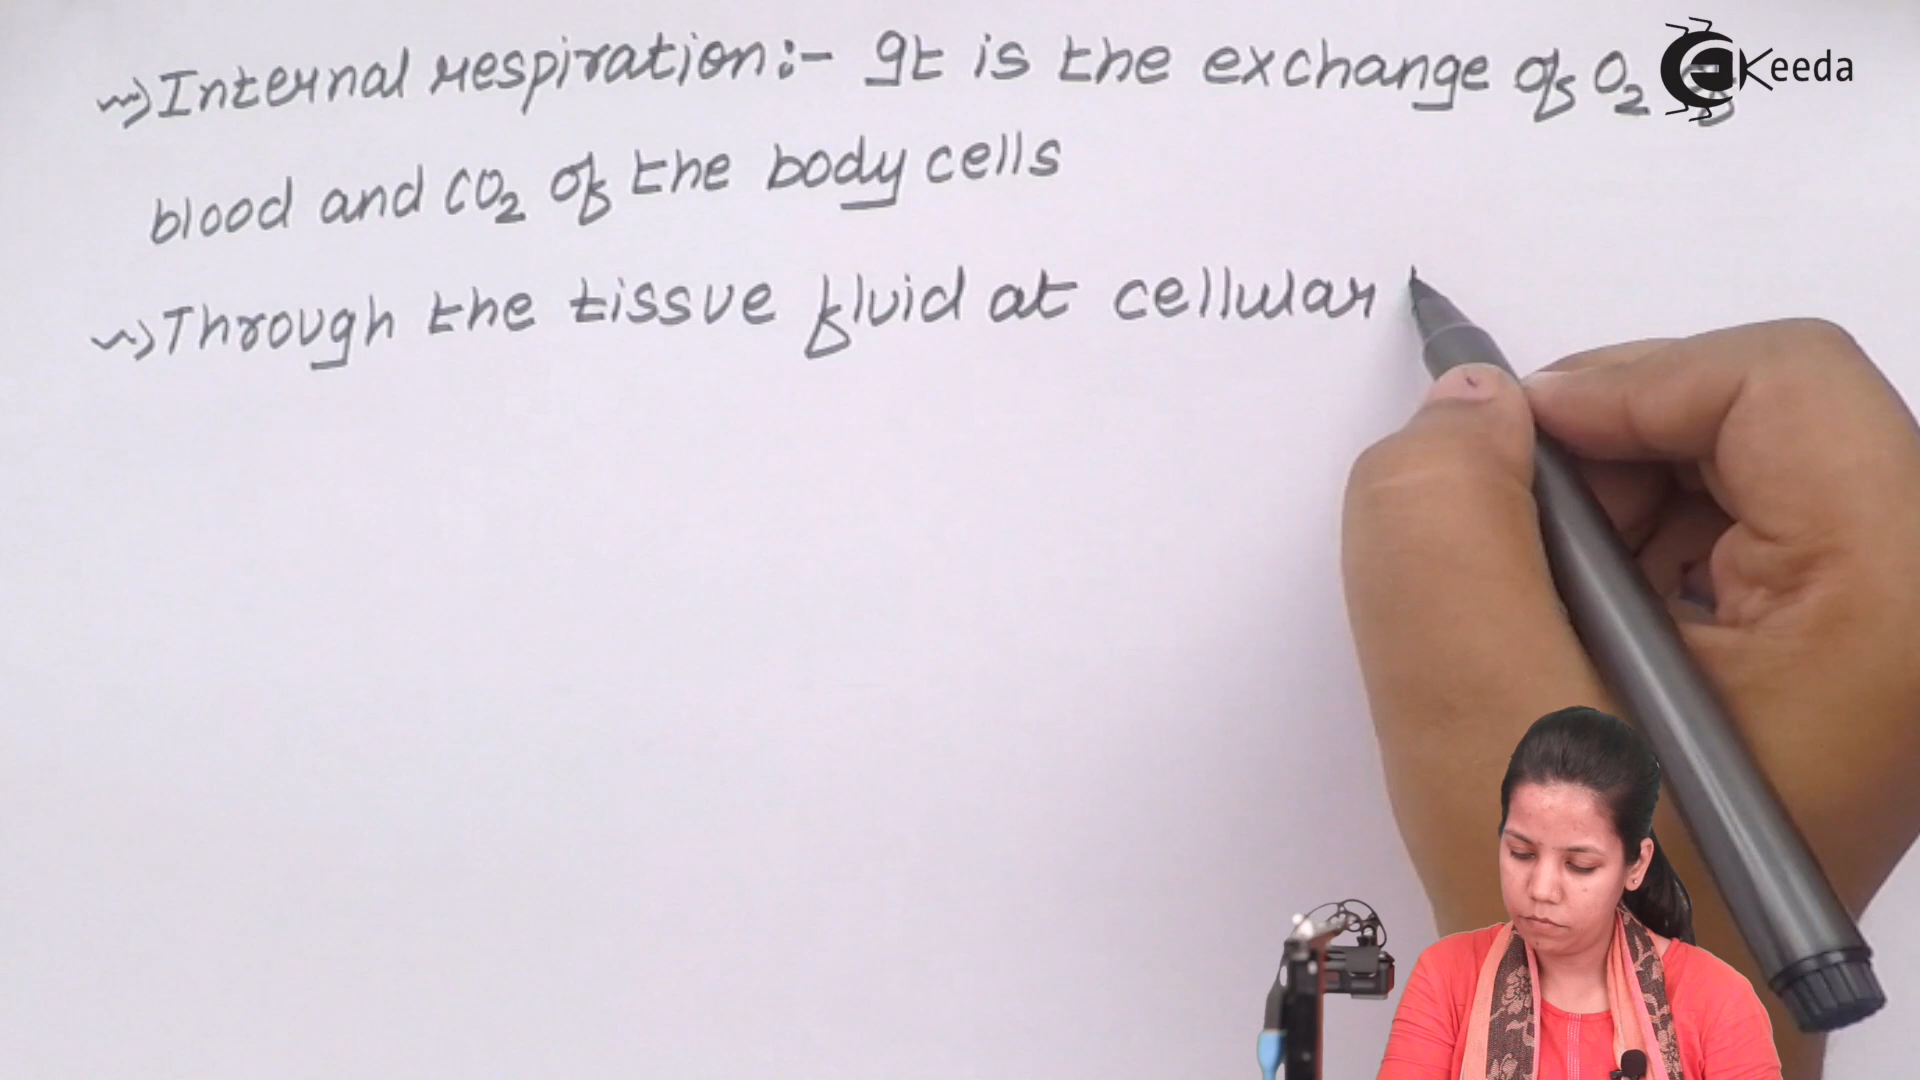 ⇝ Internal respiration:- It is the exchange of O₂ of
blood and CO₂ of the body cells
⇝ Through the tissue fluid at cellular
eKeeda